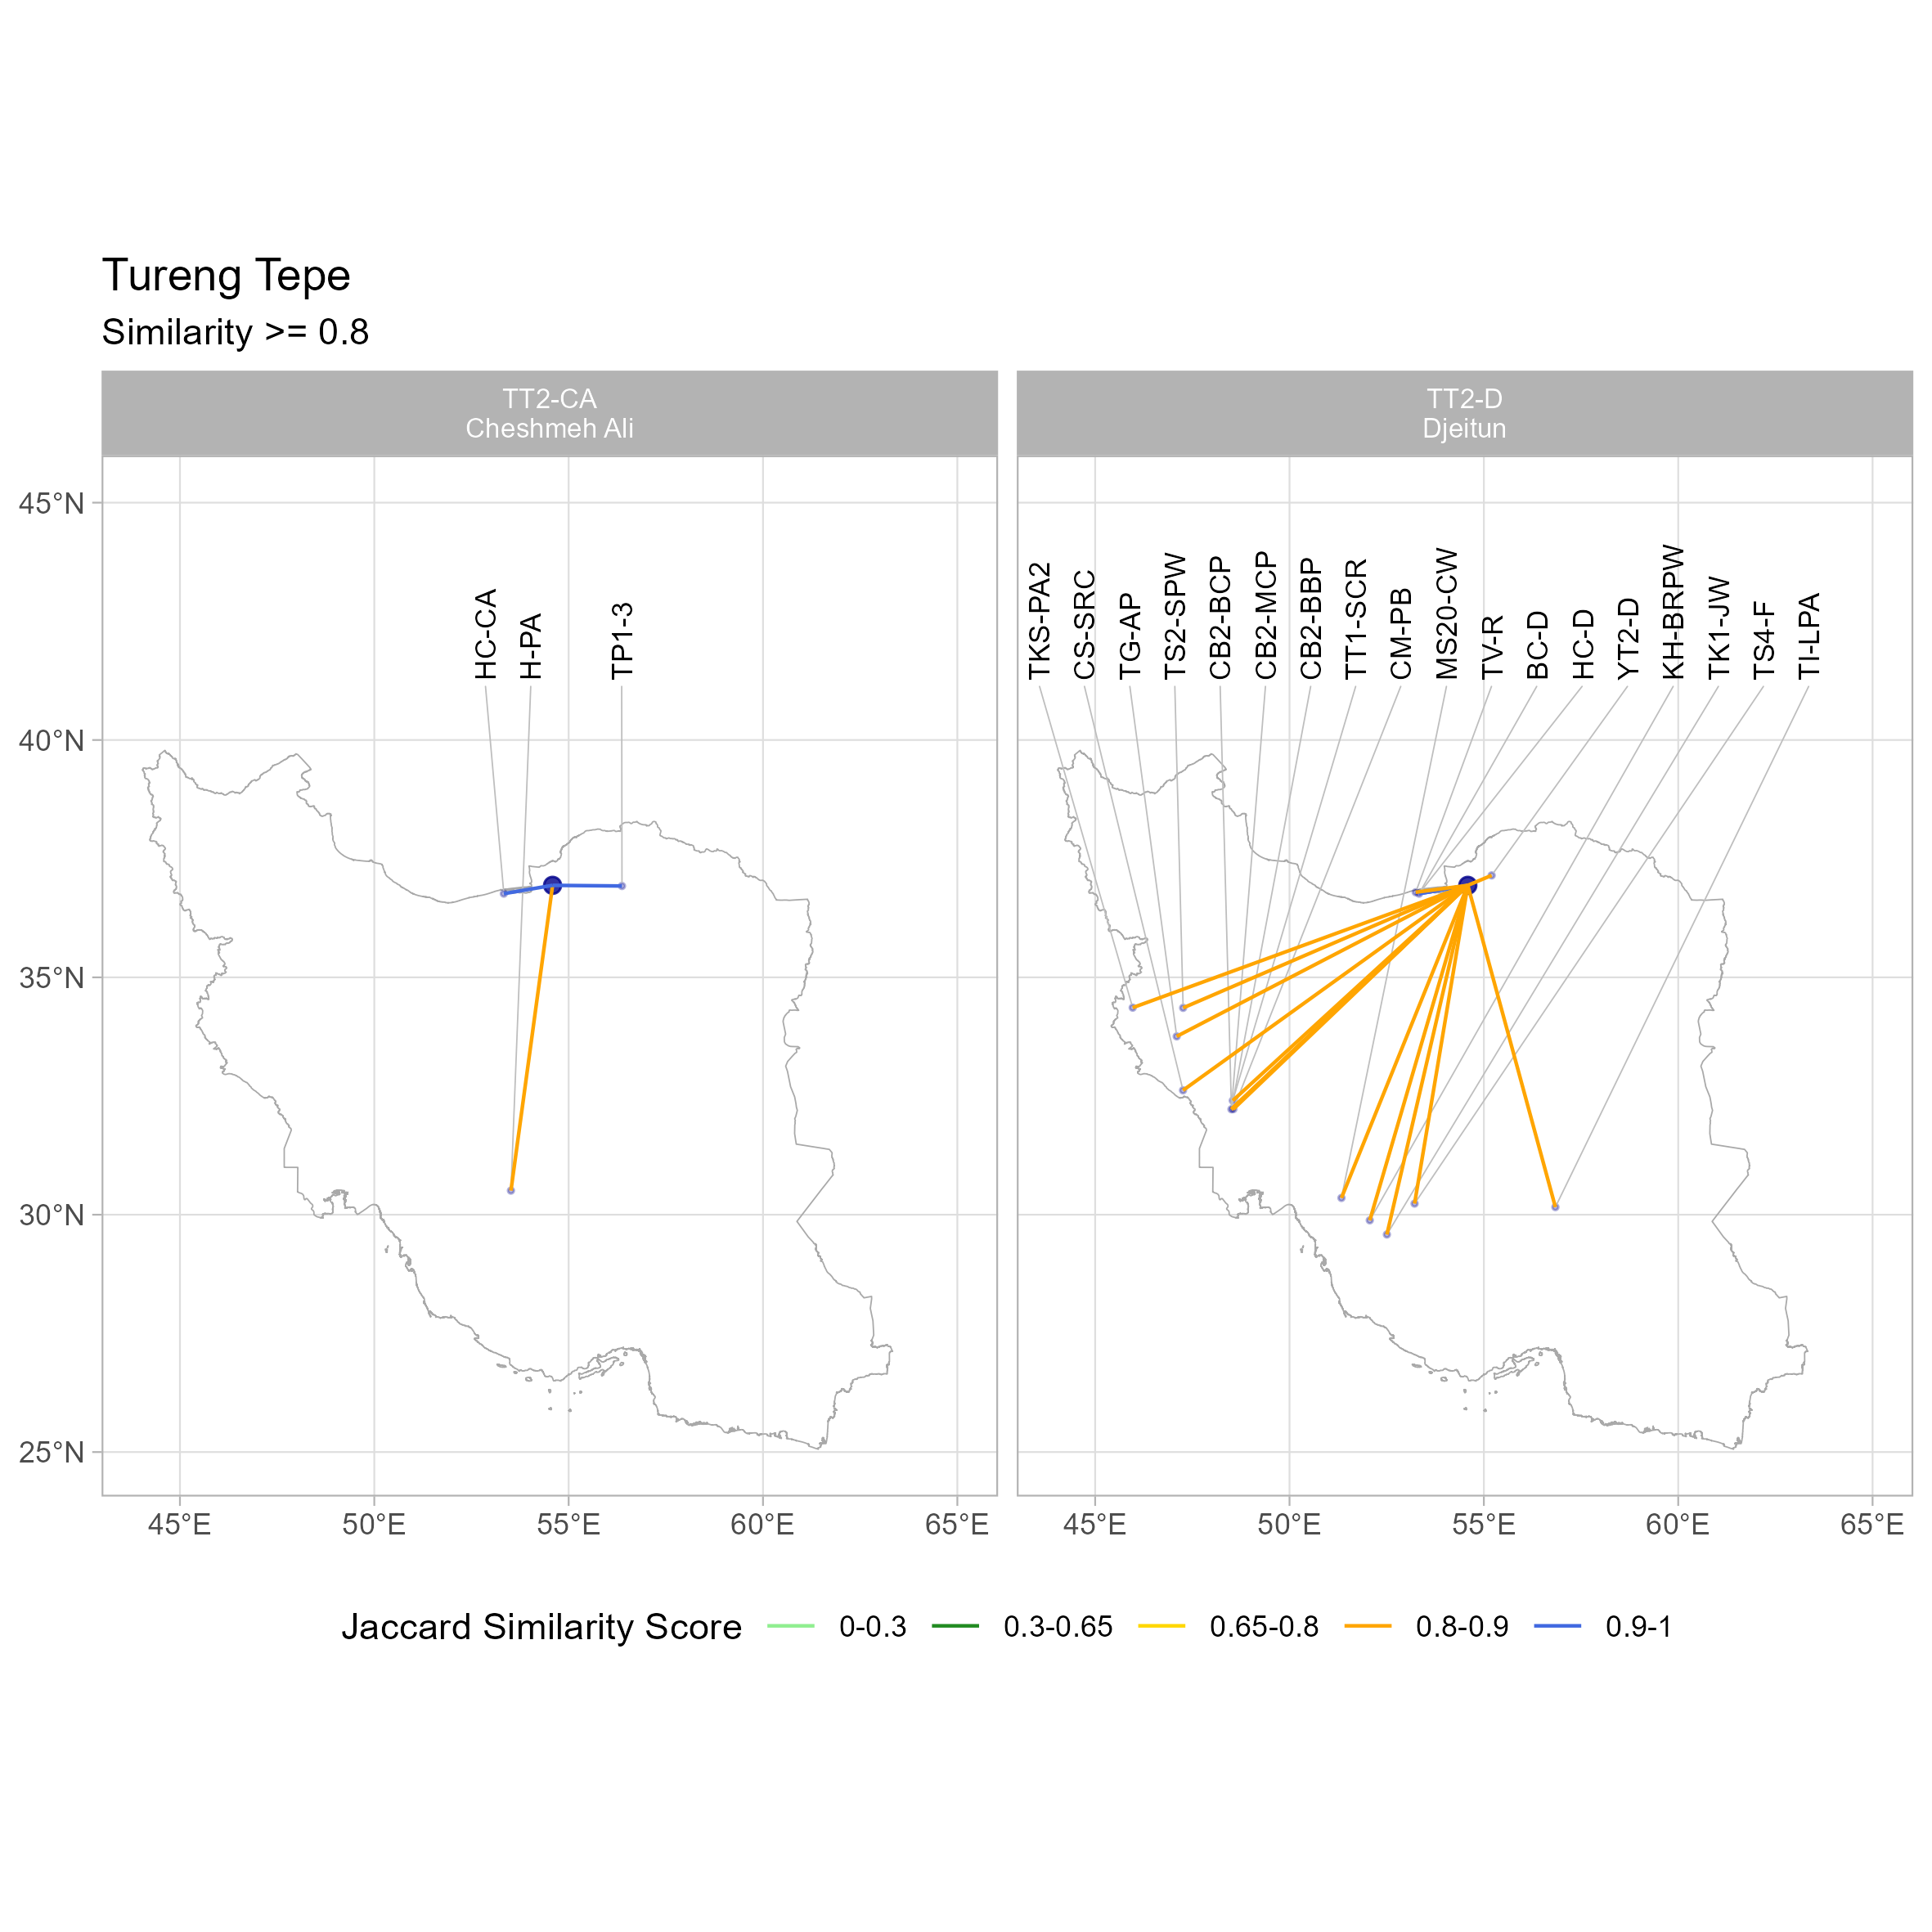 Tureng Tepe
Similarity >= 0.8
TT2-CA
Cheshmeh Ali
TT2-D
Djeitun
45°N
40°N
35°N
30°N
25°N
HC-CA
H-PA
TP1-3
TKS-PA2
CS-SRC
TG-AP
TS2-SPW
CB2-BCP
CB2-MCP
CB2-BBP
TT1-SCR
CM-PB
MS20-CW
TV-R
BC-D
HC-D
YT2-D
KH-BRPW
TK1-JW
TS4-F
TI-LPA
45°E 50°E 55°E 60°E 65°E
45°E 50°E 55°E 60°E 65°E
Jaccard Similarity Score 0-0.3 0.3-0.65 0.65-0.8 0.8-0.9 0.9-1